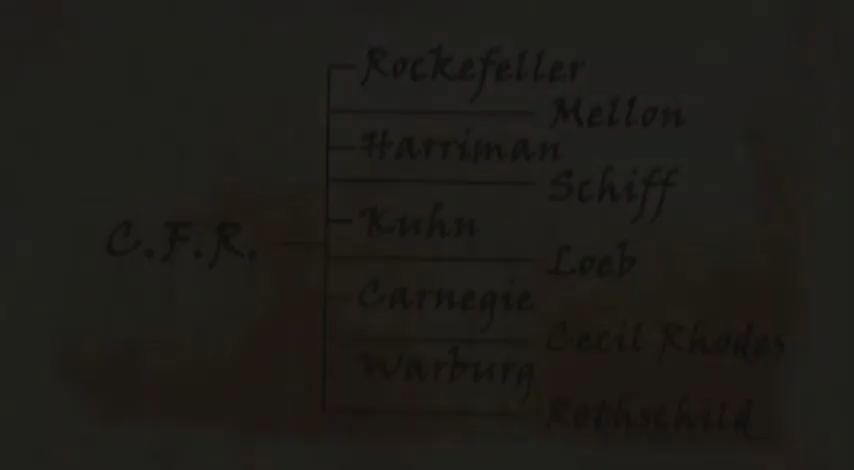 Rockefeller
Mellon
Harriman
Schiff
Kuhn
C.F.R.
Loeb
Carnegie
Cecil Rhodes
Warburg
Rothschild